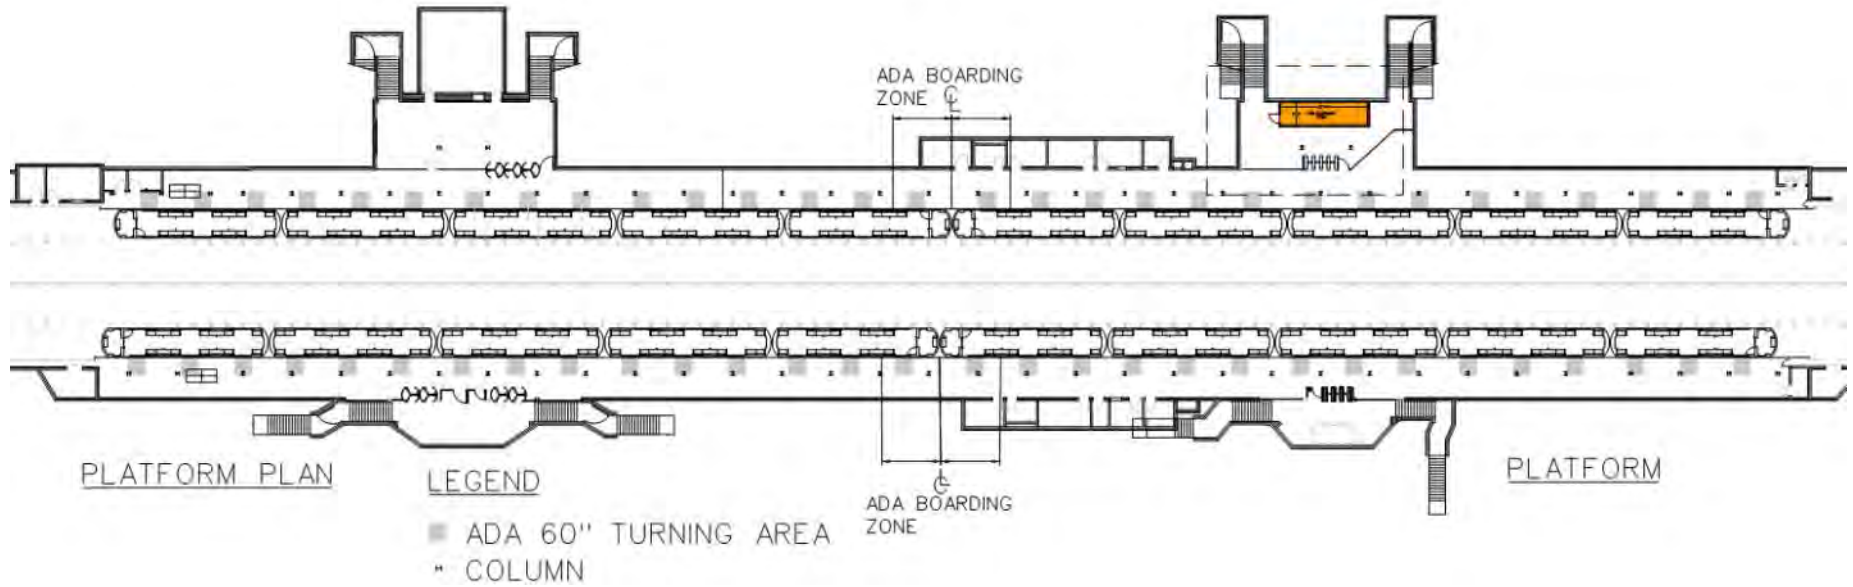 ADA BOARDING
ZONE
PLATFORM PLAN
LEGEND
ADA 60" TURNING AREA
COLUMN
ADA BOARDING
ZONE
PLATFORM